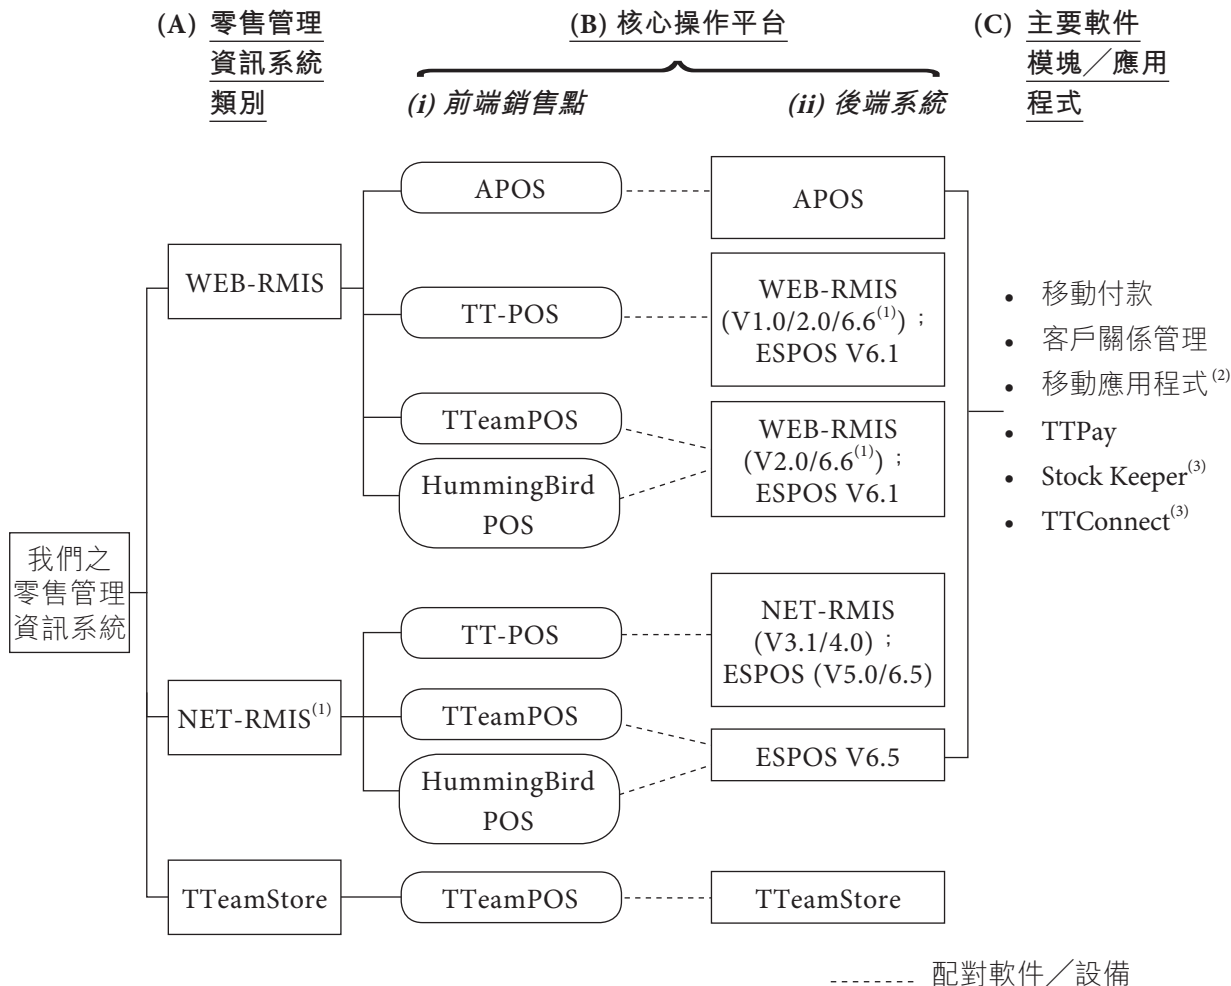 (A) 零售管理
資訊系統
類別
(B) 核心操作平台
(i) 前端銷售點
(ii) 後端系統
(C) 主要軟件
模塊／應用
程式
我們之
零售管理
資訊系統
WEB-RMIS
APOS
APOS
TT-POS
WEB-RMIS
(V1.0/2.0/6.6(1))；
ESPOS V6.1
TTeamPOS
HummingBird
POS
WEB-RMIS
(V2.0/6.6(1))；
ESPOS V6.1
NET-RMIS(1)
TT-POS
NET-RMIS
(V3.1/4.0)；
ESPOS (V5.0/6.5)
TTeamPOS
HummingBird
POS
ESPOS V6.5
TTeamStore
TTeamPOS
TTeamStore
• 移動付款
• 客戶關係管理
• 移動應用程式(2)
• TTPay
• Stock Keeper(3)
• TTConnect(3)
------- 配對軟件／設備